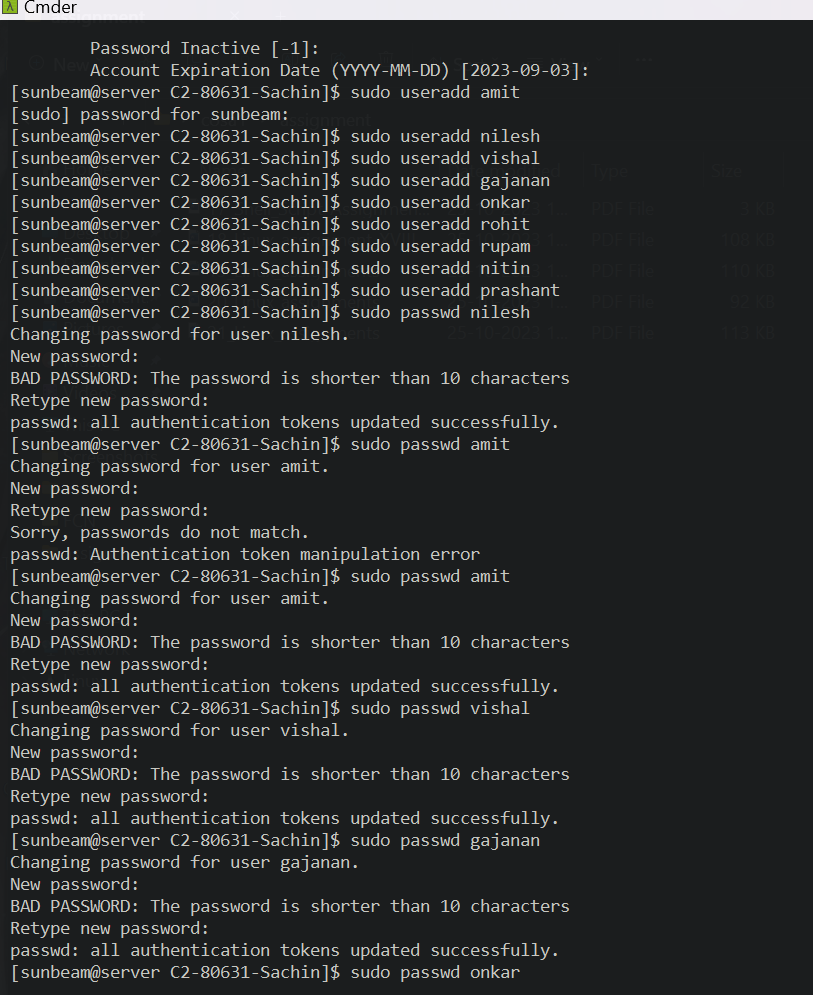 Cmder
Password Inactive [-1]:
Account Expiration Date (YYYY-MM-DD) [2023-09-03]:
[sunbeam@server C2-80631-Sachin]$ sudo useradd amit
[sudo] password for sunbeam:
[sunbeam@server C2-80631-Sachin]$ sudo useradd nilesh
[sunbeam@server C2-80631-Sachin]$ sudo useradd vishal
[sunbeam@server C2-80631-Sachin]$ sudo useradd gajanan
[sunbeam@server C2-80631-Sachin]$ sudo useradd onkar
[sunbeam@server C2-80631-Sachin]$ sudo useradd rohit
[sunbeam@server C2-80631-Sachin]$ sudo useradd rupam
[sunbeam@server C2-80631-Sachin]$ sudo useradd nitin
[sunbeam@server C2-80631-Sachin]$ sudo useradd prashant
[sunbeam@server C2-80631-Sachin]$ sudo passwd nilesh
Changing password for user nilesh.
New password:
BAD PASSWORD: The password is shorter than 10 characters
Retype new password:
passwd: all authentication tokens updated successfully.
[sunbeam@server C2-80631-Sachin]$ sudo passwd amit
Changing password for user amit.
New password:
Retype new password:
Sorry, passwords do not match.
passwd: Authentication token manipulation error
[sunbeam@server C2-80631-Sachin]$ sudo passwd amit
Changing password for user amit.
New password:
BAD PASSWORD: The password is shorter than 10 characters
Retype new password:
passwd: all authentication tokens updated successfully.
[sunbeam@server C2-80631-Sachin]$ sudo passwd vishal
Changing password for user vishal.
New password:
BAD PASSWORD: The password is shorter than 10 characters
Retype new password:
passwd: all authentication tokens updated successfully.
[sunbeam@server C2-80631-Sachin]$ sudo passwd gajanan
Changing password for user gajanan.
New password:
BAD PASSWORD: The password is shorter than 10 characters
Retype new password:
passwd: all authentication tokens updated successfully.
[sunbeam@server C2-80631-Sachin]$ sudo passwd onkar